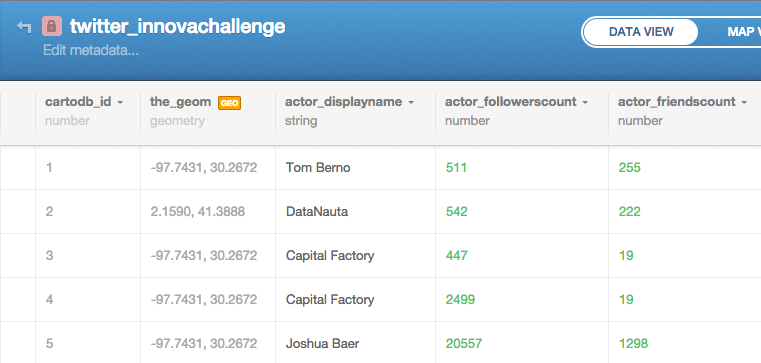 twitter_innovachallenge
Edit metadata...
DATA VIEW
MAP V
cartodb_id the_geom GEO actor_displayname actor_followerscount actor_friendscount
number geometry string number number
1 -97.7431, 30.2672 Tom Berno 511 255
2 2.1590, 41.3888 DataNauta 542 222
3 -97.7431, 30.2672 Capital Factory 447 19
4 -97.7431, 30.2672 Capital Factory 2499 19
5 -97.7431, 30.2672 Joshua Baer 20557 1298